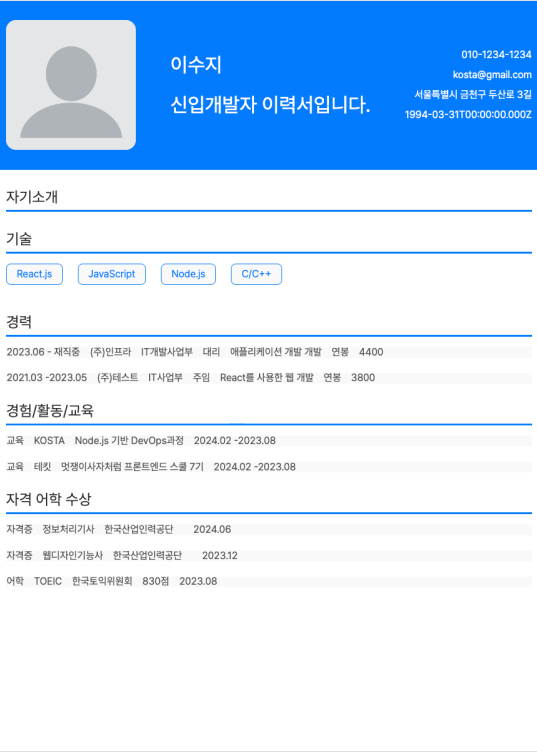 이수지
신입개발자 이력서입니다.
010-1234-1234
kosta@gmail.com
서울특별시 금천구 두산로 3길
1994-03-31T00:00:00.000Z
자기소개
기술
React.js JavaScript Node.js C/C++
경력
2023.06 - 재직중 (주)인프라 IT개발사업부 대리 애플리케이션 개발 개발 연봉 4400
2021.03 -2023.05 (주)테스트 IT사업부 주임 React를 사용한 웹 개발 연봉 3800
경험/활동/교육
교육 KOSTA Node.js 기반 DevOps과정 2024.02 -2023.08
교육 테킷 멋쟁이사자처럼 프론트엔드 스쿨 7기 2024.02 -2023.08
자격 어학 수상
자격증 정보처리기사 한국산업인력공단 2024.06
자격증 웹디자인기능사 한국산업인력공단 2023.12
어학 TOEIC 한국토익위원회 830점 2023.08